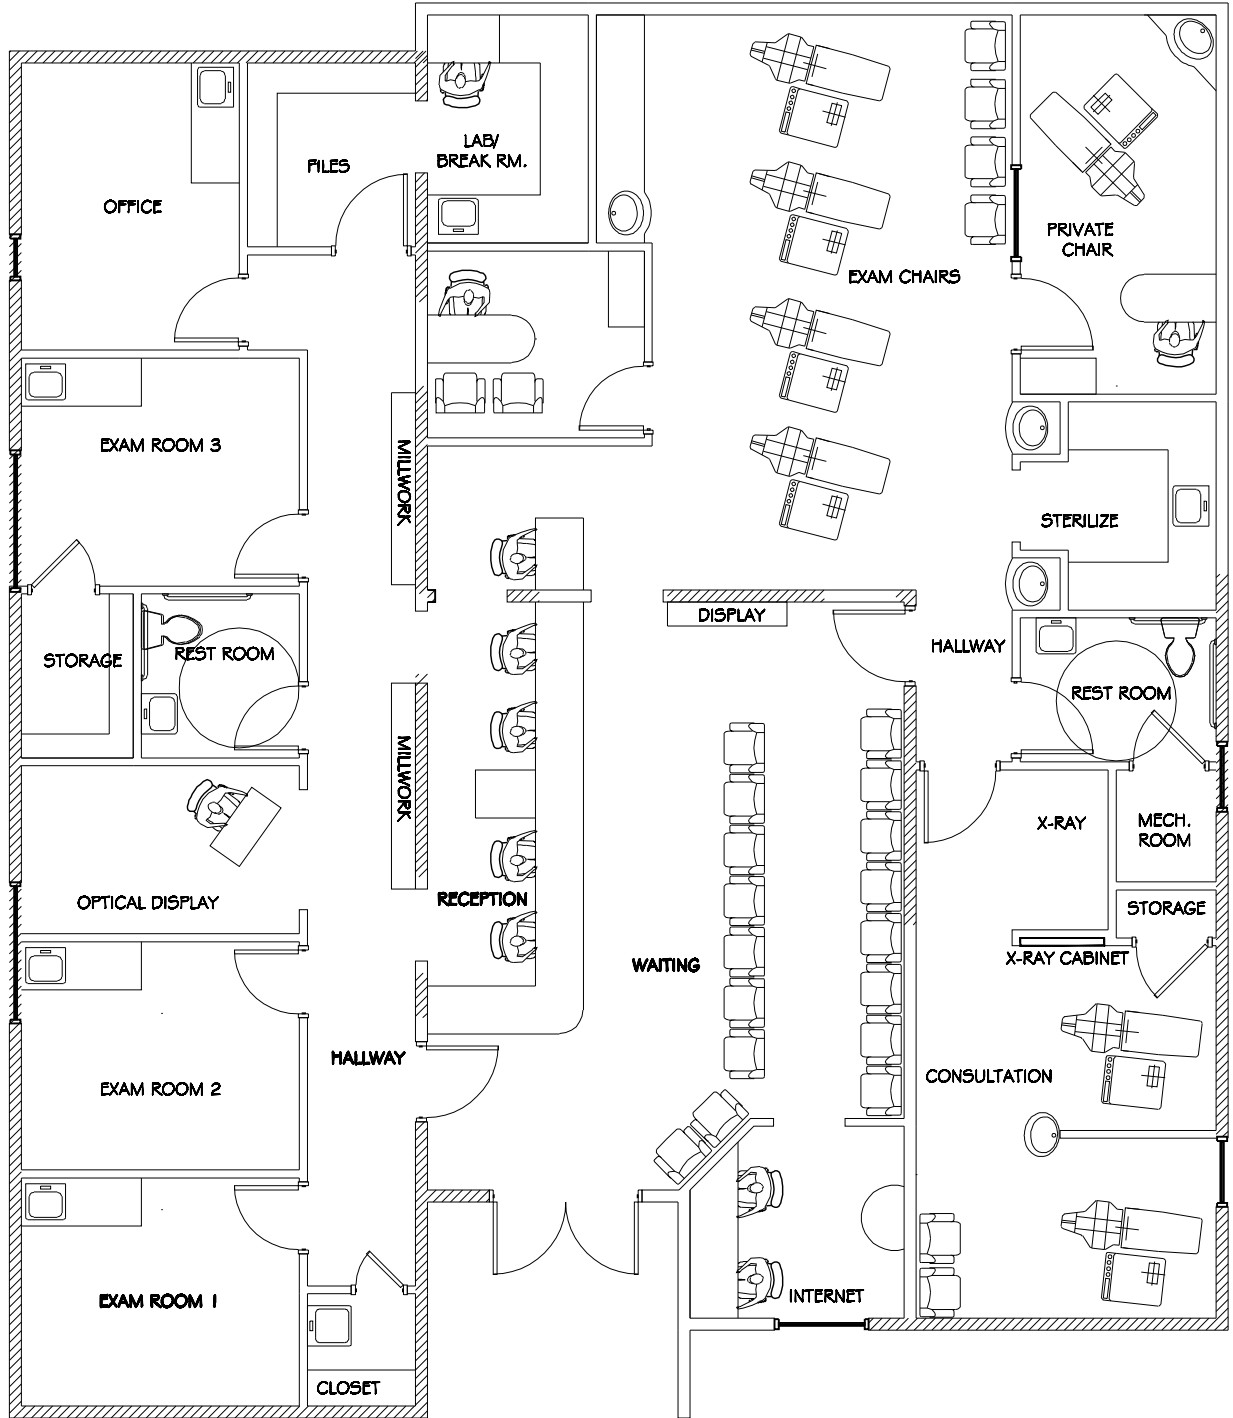 LAB/
BREAK RM.
FILES
OFFICE
PRIVATE
CHAIR
EXAM CHAIRS
EXAM ROOM 3
MILLWORK
STERILIZE
DISPLAY
HALLWAY
REST ROOM
STORAGE
REST ROOM
MILLWORK
X-RAY
MECH.
ROOM
OPTICAL DISPLAY
RECEPTION
STORAGE
WAITING
X-RAY CABINET
HALLWAY
CONSULTATION
EXAM ROOM 2
INTERNET
EXAM ROOM 1
CLOSET